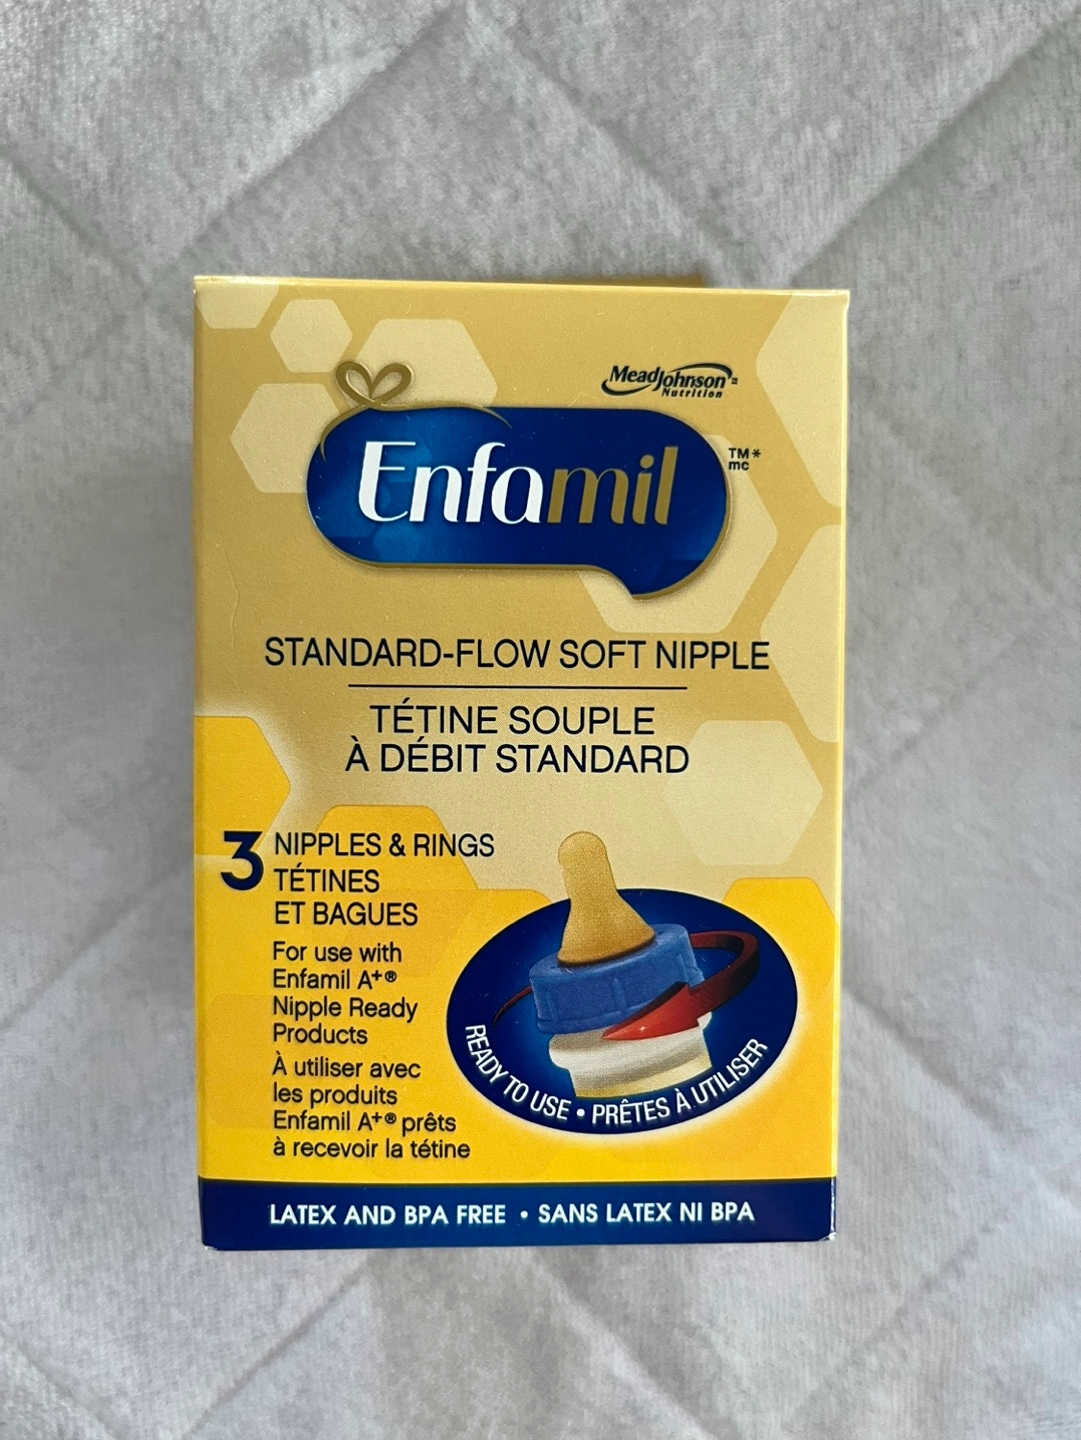 MeadJohnson™
Nutrition
Enfamil
TM*
mc
STANDARD-FLOW SOFT NIPPLE
TÉTINE SOUPLE
À DÉBIT STANDARD
3 NIPPLES & RINGS
TÉTINES
ET BAGUES
For use with
Enfamil A+®
Nipple Ready
Products
À utiliser avec
les produits
Enfamil A+® prêts
à recevoir la tétine
READY TO USE • PRÊTES À UTILISER
LATEX AND BPA FREE • SANS LATEX NI BPA